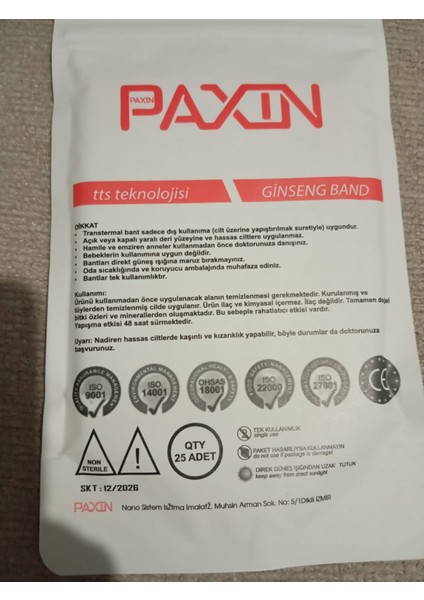 PAXIN
PAXIN
tts teknolojisi
GİNSENG BAND
DİKKAT
• Transtermal bant sadece dış kullanıma (cilt üzerine yapıştırılmak suretiyle) uygundur.
• Açık veya kapalı yaralı deri yüzeyine ve hassas ciltlere uygulanmaz.
• Hamile ve emziren anneler kullanmadan önce doktorunuza danışınız.
• Bebeklerin kullanımına uygun değildir.
• Bantları direkt güneş ışığına maruz bırakmayınız.
• Oda sıcaklığında ve koruyucu ambalajında muhafaza ediniz.
• Bantlar tek kullanımlıktır.
Kullanımı:
Ürünü kullanmadan önce uygulanacak alanın temizlenmesi gerekmektedir. Kurulanmış ve
tüylerden temizlenmiş cilde uygulanır. Ürün ilaç ve kimyasal içermez. İlaç değildir. Tamamen doğal
bitki özleri ve minerallerden oluşmaktadır. Bu sebeple rahatlatıcı etkisi vardır.
Yapışma etkisi 48 saat sürmektedir.
Uyarı: Nadiren hassas ciltlerde kaşıntı ve kızarıklık yapabilir, böyle durumlar da doktorunuza
başvurunuz.
ISO
9001
ISO
14001
OHSAS
18001
ISO
22000
ISO
27001
CE
NON
STERILE
!
QTY
25 ADET
TEK KULLANIMLIK
single use
PAKET HASARLIYSA KULLANMAYIN
do not use if package is damaged
DIREK GÜNEŞ IŞIĞINDAN UZAK TUTUN
keep away from direct sunlight
SKT : 12/2026
PAXIN
Nano Sistem Isıtma İmalatŽ. Muhsin Arman Sok. No: 5/1Dikili İZMİR